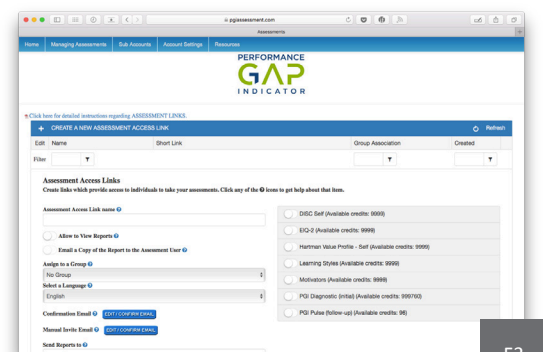 pgiassessment.com
Assessments
Home Managing Assessments Sub Accounts Account Settings Resources
PERFORMANCE
GAP
INDICATOR
Click here for detailed instructions regarding ASSESSMENT LINKS.
+ CREATE A NEW ASSESSMENT ACCESS LINK Refresh
Edit Name Short Link Group Association Created
Filter
Assessment Access Links
Create links which provide access to individuals to take your assessments. Click any of the ? icons to get help about that item.
Assessment Access Link name ?
Allow to View Reports ?
Email a Copy of the Report to the Assessment User ?
Assign to a Group ?
No Group
Select a Language ?
English
Confirmation Email ? EDIT / CONFIRM EMAIL
Manual Invite Email ? EDIT / CONFIRM EMAIL
Send Reports to ?
DISC Self (Available credits: 9999)
EIQ-2 (Available credits: 9999)
Hartman Value Profile - Self (Available credits: 9999)
Learning Styles (Available credits: 9999)
Motivators (Available credits: 9999)
PGI Diagnostic (initial) (Available credits: 999760)
PGI Pulse (follow-up) (Available credits: 98)